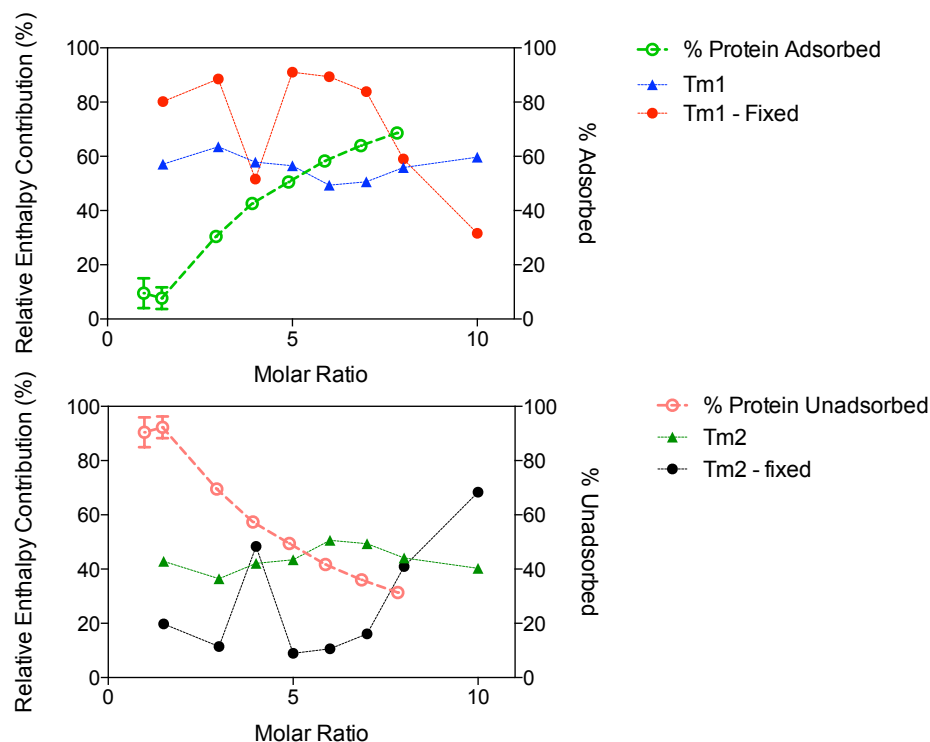 Relative Enthalpy Contribution (%)
100
80
60
40
20
0
0
5
10
Molar Ratio
100
80
60
40
20
0
% Adsorbed
% Protein Adsorbed
Tm1
Tm1 - Fixed
Relative Enthalpy Contribution (%)
100
80
60
40
20
0
0
5
10
Molar Ratio
100
80
60
40
20
0
% Unadsorbed
% Protein Unadsorbed
Tm2
Tm2 - fixed